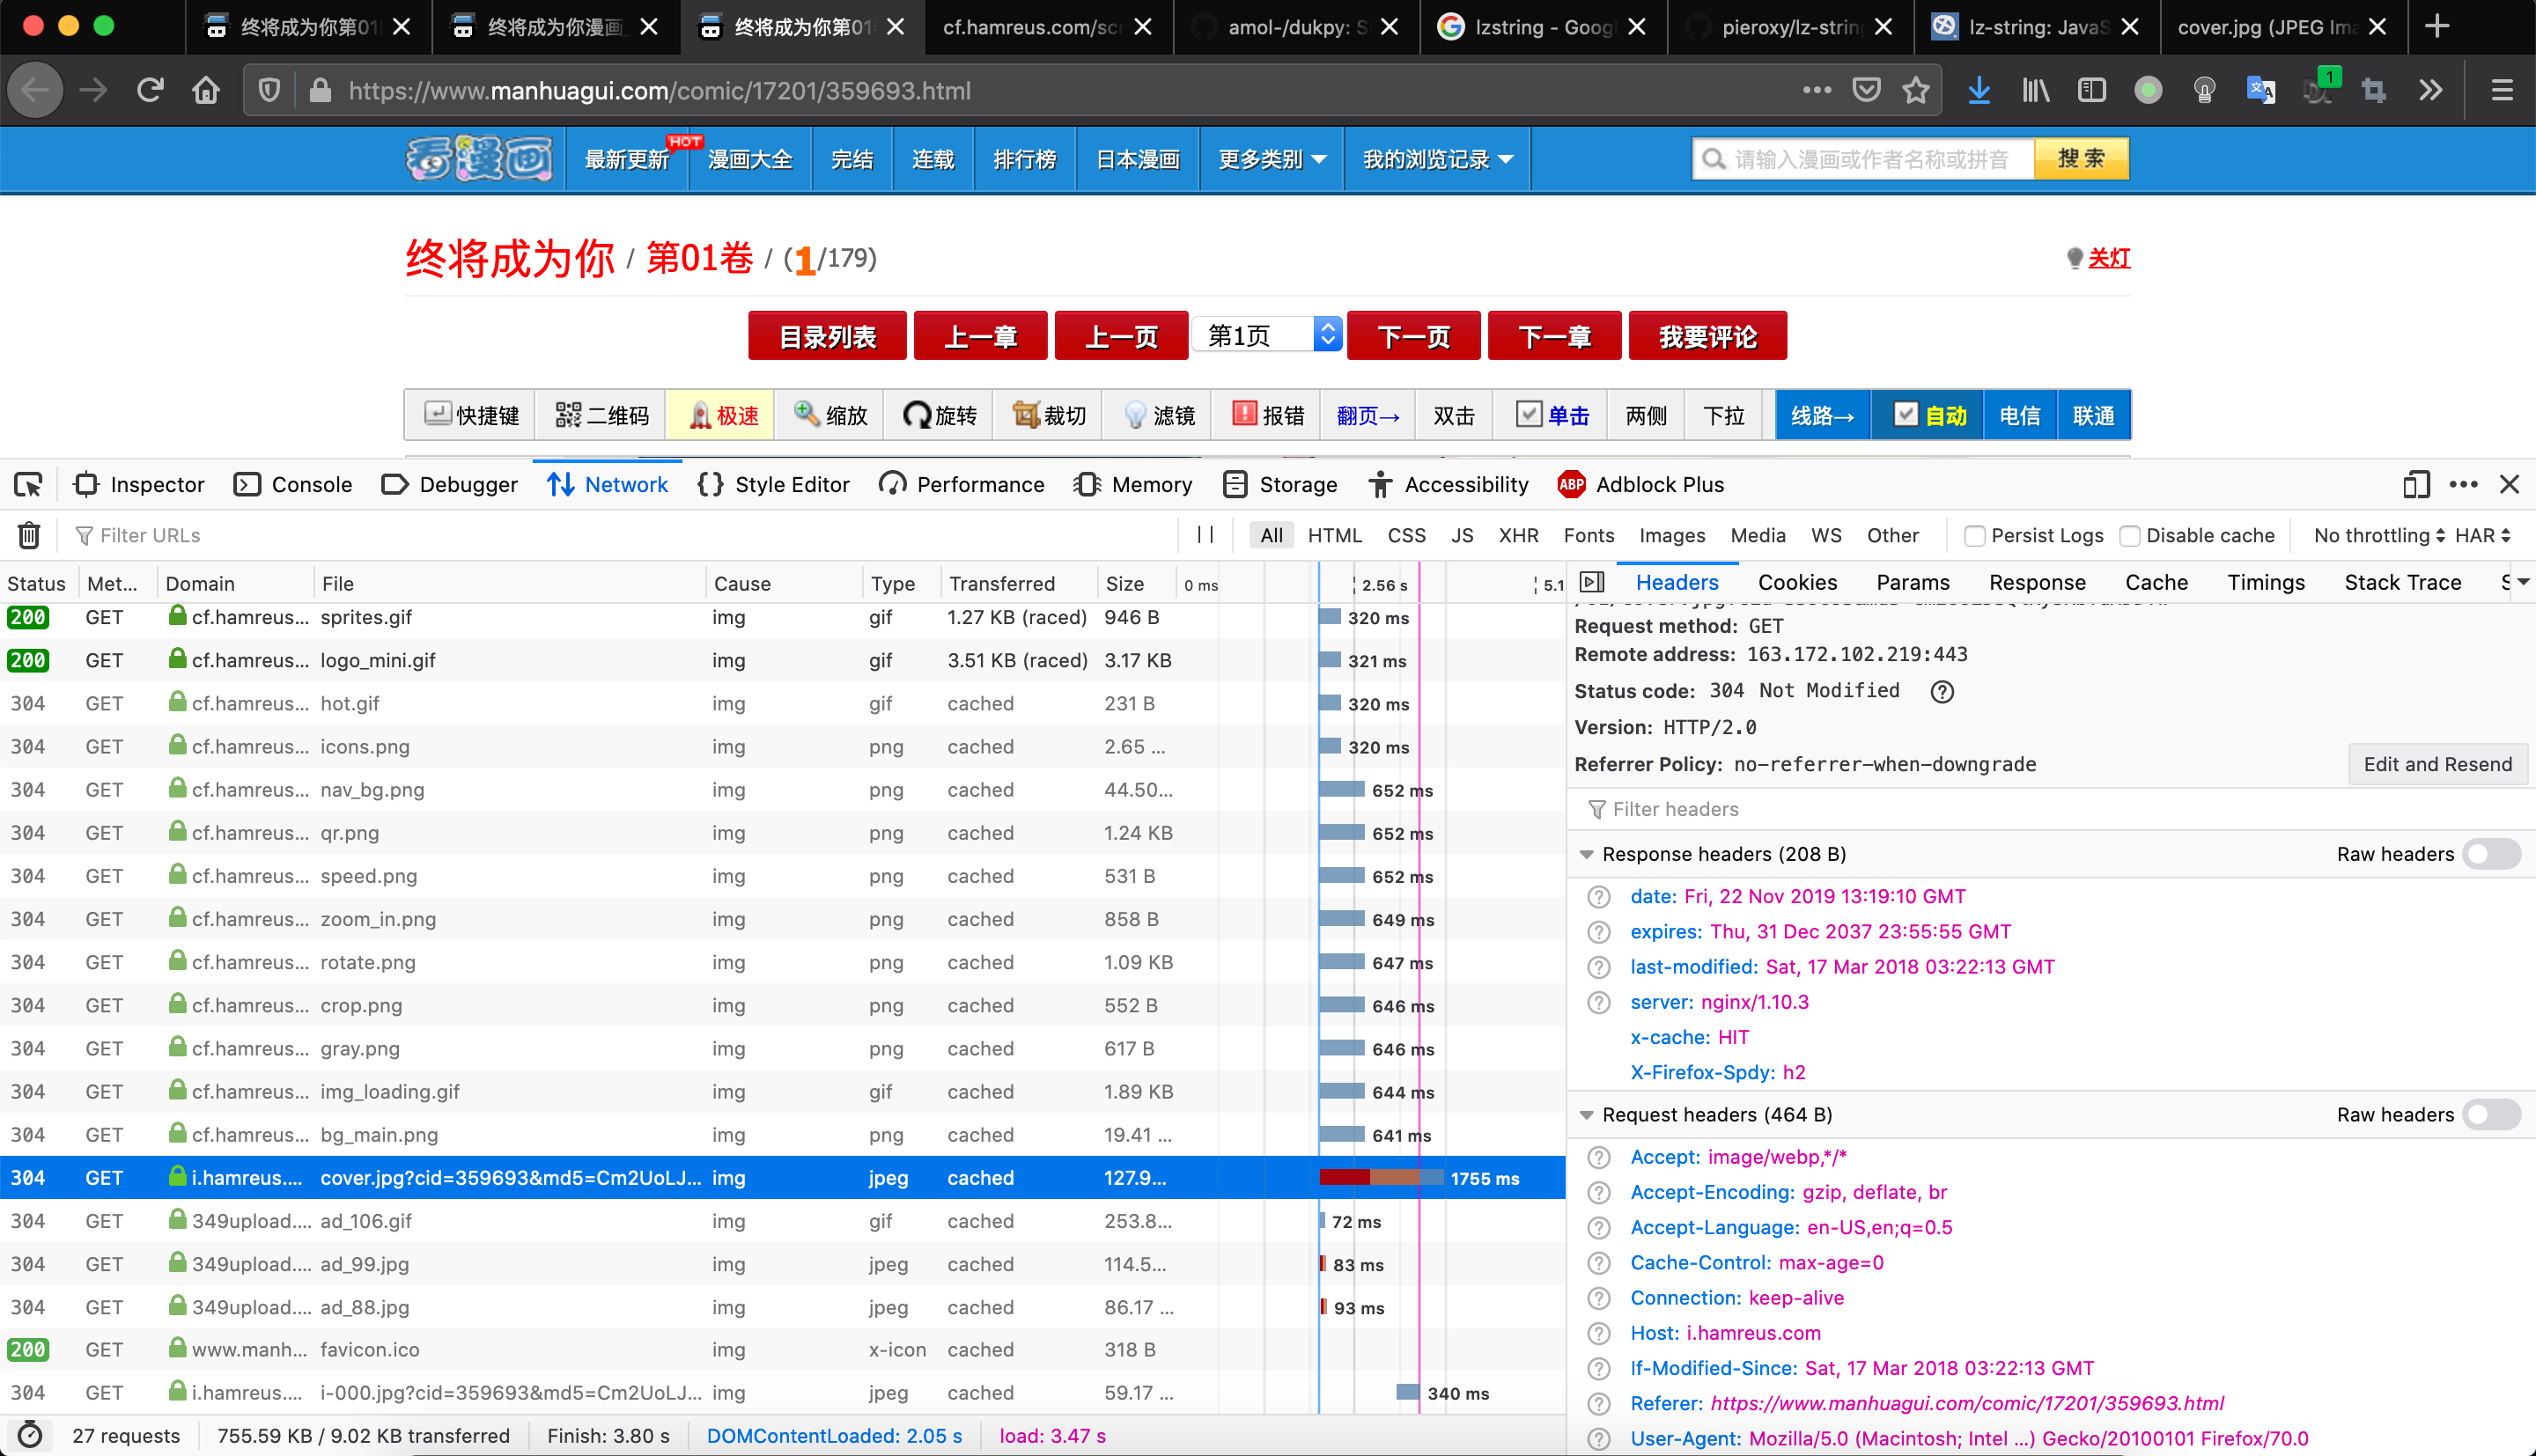 终将成为你第01
终将成为你漫画
终将成为你第01
cf.hamreus.com/scr
amol-/dukpy: S
lzstring - Googl
pieroxy/lz-string
lz-string: JavaS
cover.jpg (JPEG Ima
https://www.manhuagui.com/comic/17201/359693.html
1
看漫画
最新更新 HOT 漫画大全 完结 连载 排行榜 日本漫画 更多类别 我的浏览记录 请输入漫画或作者名称或拼音 搜索
终将成为你 / 第01卷 / (1/179) 关灯
目录列表 上一章 上一页 第1页 下一页 下一章 我要评论
快捷键 二维码 极速 缩放 旋转 裁切 滤镜 报错 翻页→ 双击 单击 两侧 下拉 线路→ 自动 电信 联通
Inspector Console Debugger Network Style Editor Performance Memory Storage Accessibility ABP Adblock Plus
Filter URLs All HTML CSS JS XHR Fonts Images Media WS Other Persist Logs Disable cache No throttling HAR
Status Met... Domain File Cause Type Transferred Size 0 ms 2.56 s 5.1
200 GET cf.hamreus... sprites.gif img gif 1.27 KB (raced) 946 B 320 ms
200 GET cf.hamreus... logo_mini.gif img gif 3.51 KB (raced) 3.17 KB 321 ms
304 GET cf.hamreus... hot.gif img gif cached 231 B 320 ms
304 GET cf.hamreus... icons.png img png cached 2.65 ... 320 ms
304 GET cf.hamreus... nav_bg.png img png cached 44.50... 652 ms
304 GET cf.hamreus... qr.png img png cached 1.24 KB 652 ms
304 GET cf.hamreus... speed.png img png cached 531 B 652 ms
304 GET cf.hamreus... zoom_in.png img png cached 858 B 649 ms
304 GET cf.hamreus... rotate.png img png cached 1.09 KB 647 ms
304 GET cf.hamreus... crop.png img png cached 552 B 646 ms
304 GET cf.hamreus... gray.png img png cached 617 B 646 ms
304 GET cf.hamreus... img_loading.gif img gif cached 1.89 KB 644 ms
304 GET cf.hamreus... bg_main.png img png cached 19.41 ... 641 ms
304 GET i.hamreus.... cover.jpg?cid=359693&md5=Cm2UoLJ... img jpeg cached 127.9... 1755 ms
304 GET 349upload.... ad_106.gif img gif cached 253.8... 72 ms
304 GET 349upload.... ad_99.jpg img jpeg cached 114.5... 83 ms
304 GET 349upload.... ad_88.jpg img jpeg cached 86.17 ... 93 ms
200 GET www.manh... favicon.ico img x-icon cached 318 B
304 GET i.hamreus.... i-000.jpg?cid=359693&md5=Cm2UoLJ... img jpeg cached 59.17 ... 340 ms
27 requests 755.59 KB / 9.02 KB transferred Finish: 3.80 s DOMContentLoaded: 2.05 s load: 3.47 s
Headers Cookies Params Response Cache Timings Stack Trace
Request method: GET
Remote address: 163.172.102.219:443
Status code: 304 Not Modified
Version: HTTP/2.0
Referrer Policy: no-referrer-when-downgrade Edit and Resend
Filter headers
Response headers (208 B) Raw headers
date: Fri, 22 Nov 2019 13:19:10 GMT
expires: Thu, 31 Dec 2037 23:55:55 GMT
last-modified: Sat, 17 Mar 2018 03:22:13 GMT
server: nginx/1.10.3
x-cache: HIT
X-Firefox-Spdy: h2
Request headers (464 B) Raw headers
Accept: image/webp,*/*
Accept-Encoding: gzip, deflate, br
Accept-Language: en-US,en;q=0.5
Cache-Control: max-age=0
Connection: keep-alive
Host: i.hamreus.com
If-Modified-Since: Sat, 17 Mar 2018 03:22:13 GMT
Referer: https://www.manhuagui.com/comic/17201/359693.html
User-Agent: Mozilla/5.0 (Macintosh; Intel ...) Gecko/20100101 Firefox/70.0